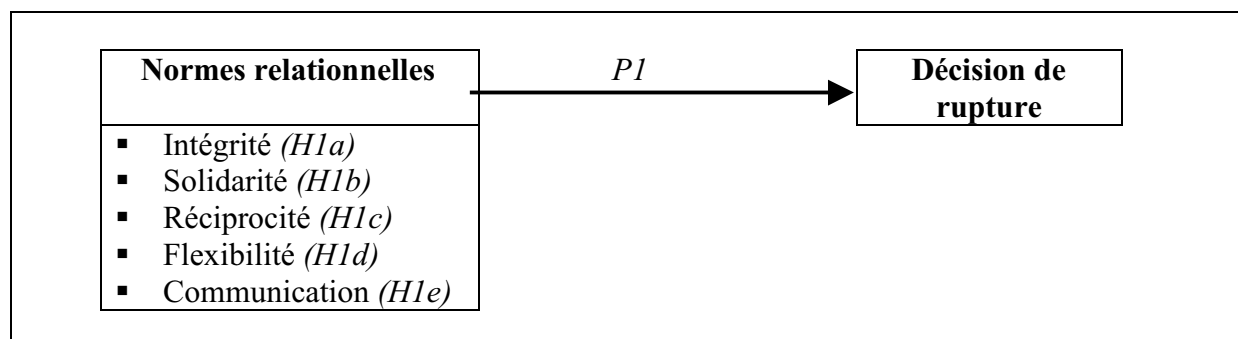 Normes relationnelles
P1
Décision de
rupture
▪ Intégrité (H1a)
▪ Solidarité (H1b)
▪ Réciprocité (H1c)
▪ Flexibilité (H1d)
▪ Communication (H1e)